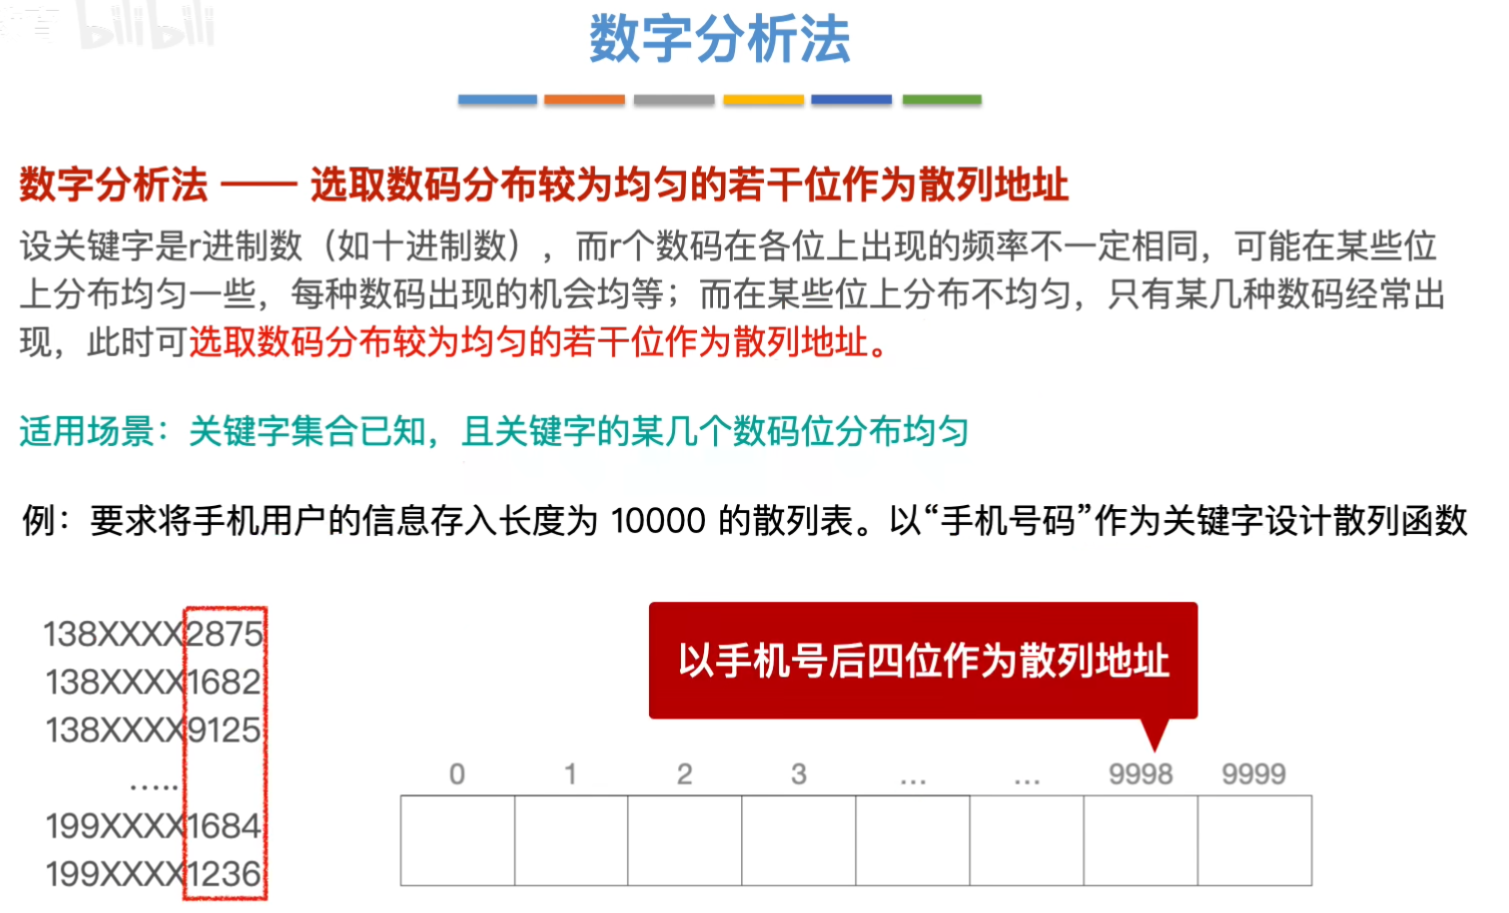 bilibili
数字分析法
数字分析法 —— 选取数码分布较为均匀的若干位作为散列地址
设关键字是r进制数（如十进制数），而r个数码在各位上出现的频率不一定相同，可能在某些位
上分布均匀一些，每种数码出现的机会均等；而在某些位上分布不均匀，只有某几种数码经常出
现，此时可选取数码分布较为均匀的若干位作为散列地址。
适用场景：关键字集合已知，且关键字的某几个数码位分布均匀
例：要求将手机用户的信息存入长度为 10000 的散列表。以“手机号码”作为关键字设计散列函数
138XXXX2875
138XXXX1682
138XXXX9125
.....
199XXXX1684
199XXXX1236
以手机号后四位作为散列地址
0 1 2 3 ... ... 9998 9999